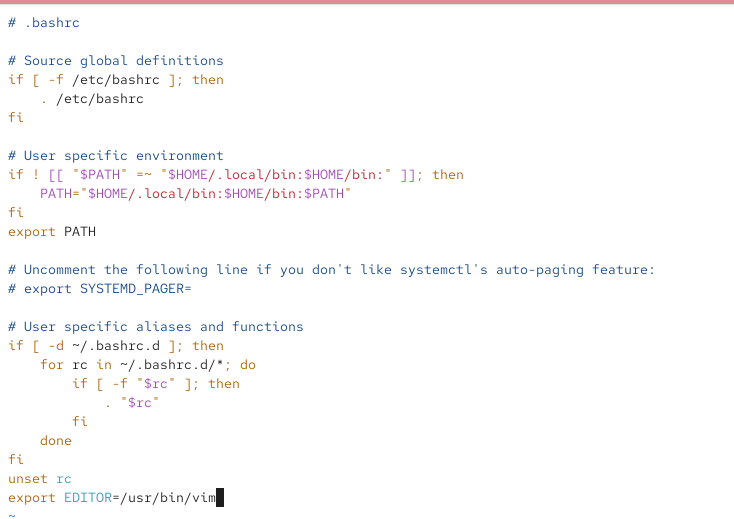 # .bashrc

# Source global definitions
if [ -f /etc/bashrc ]; then
    . /etc/bashrc
fi

# User specific environment
if ! [[ "$PATH" =~ "$HOME/.local/bin:$HOME/bin:" ]]; then
    PATH="$HOME/.local/bin:$HOME/bin:$PATH"
fi
export PATH

# Uncomment the following line if you don't like systemctl's auto-paging feature:
# export SYSTEMD_PAGER=

# User specific aliases and functions
if [ -d ~/.bashrc.d ]; then
    for rc in ~/.bashrc.d/*; do
        if [ -f "$rc" ]; then
            . "$rc"
        fi
    done
fi
unset rc
export EDITOR=/usr/bin/vim
~